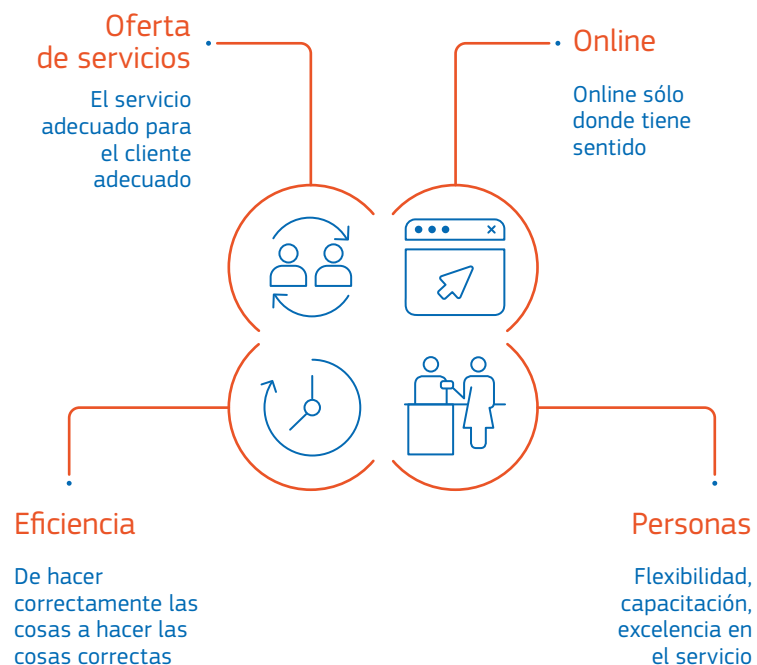 Oferta
de servicios
El servicio
adecuado para
el cliente
adecuado
Online
Online sólo
donde tiene
sentido
Eficiencia
De hacer
correctamente las
cosas a hacer las
cosas correctas
Personas
Flexibilidad,
capacitación,
excelencia en
el servicio